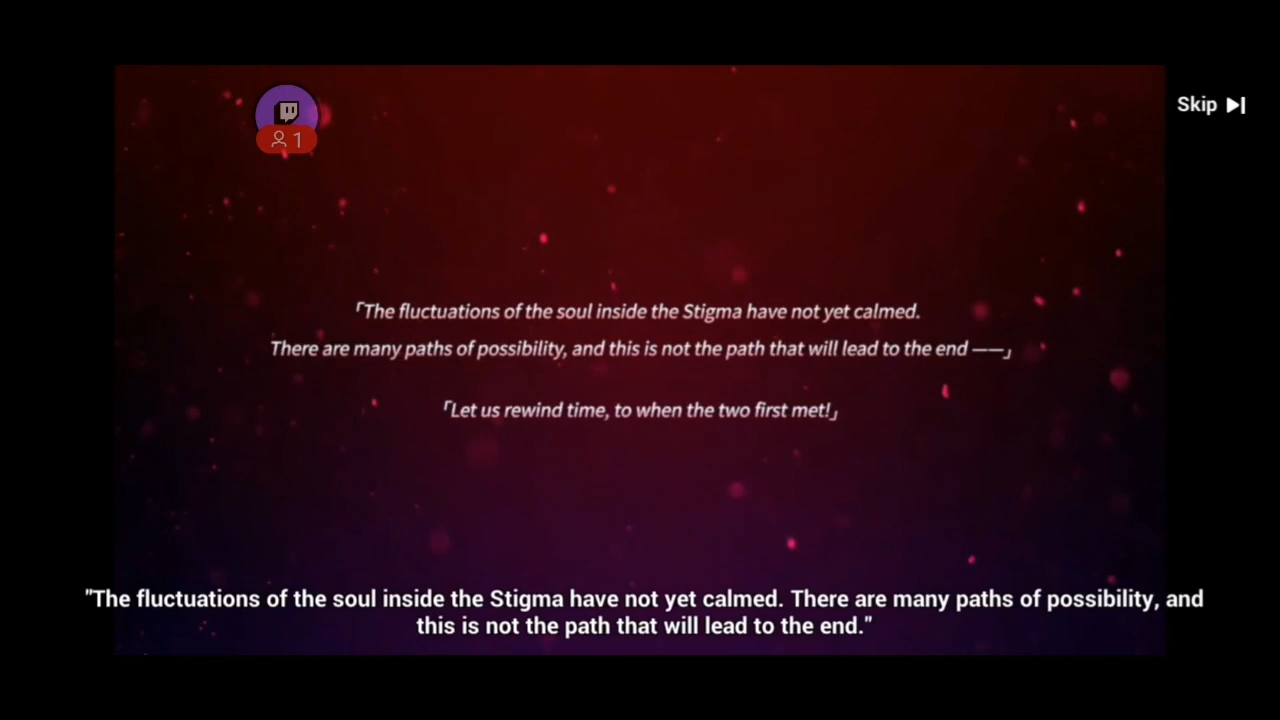 Skip
1
「The fluctuations of the soul inside the Stigma have not yet calmed.
There are many paths of possibility, and this is not the path that will lead to the end ——」
「Let us rewind time, to when the two first met!」
"The fluctuations of the soul inside the Stigma have not yet calmed. There are many paths of possibility, and
this is not the path that will lead to the end."